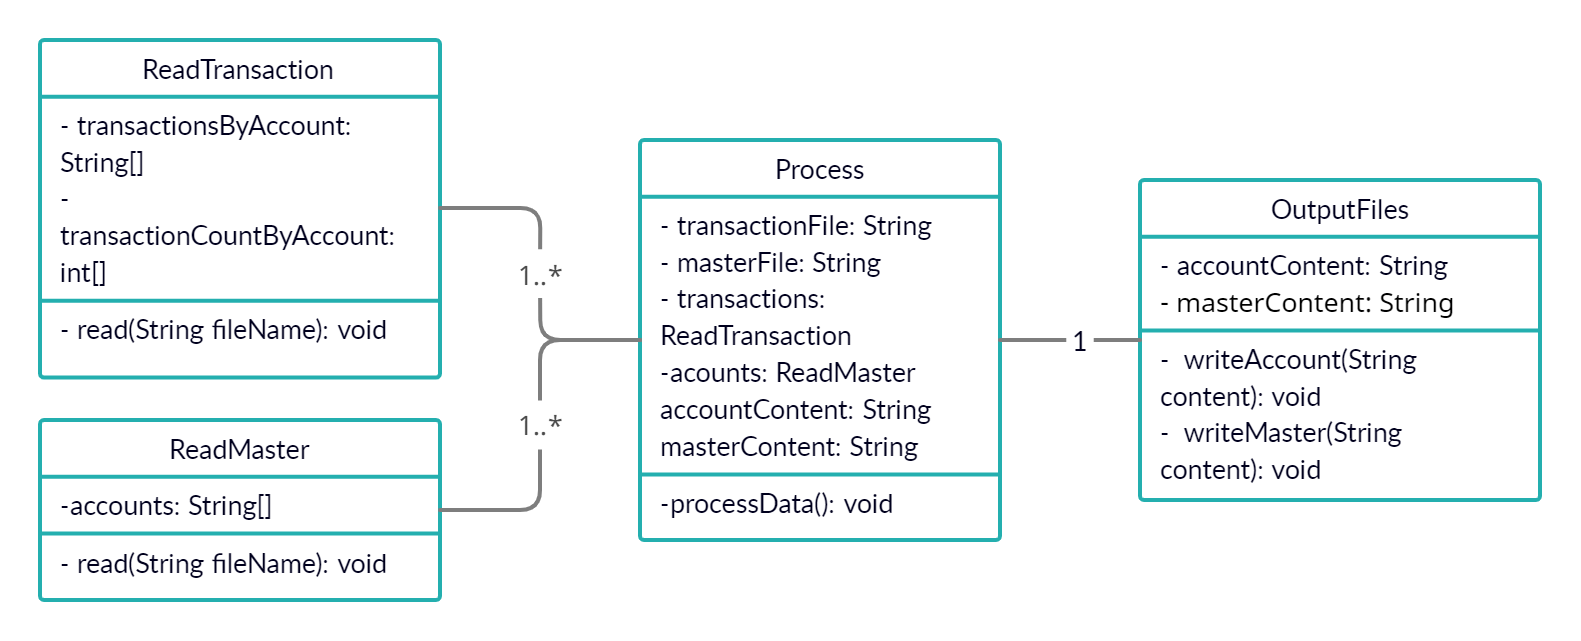 ReadTransaction
- transactionsByAccount:
String[]
-
transactionCountByAccount:
int[]
- read(String fileName): void
ReadMaster
-accounts: String[]
- read(String fileName): void
1..*
1..*
Process
- transactionFile: String
- masterFile: String
- transactions:
ReadTransaction
-acounts: ReadMaster
accountContent: String
masterContent: String
-processData(): void
1
OutputFiles
- accountContent: String
- masterContent: String
- writeAccount(String
content): void
- writeMaster(String
content): void